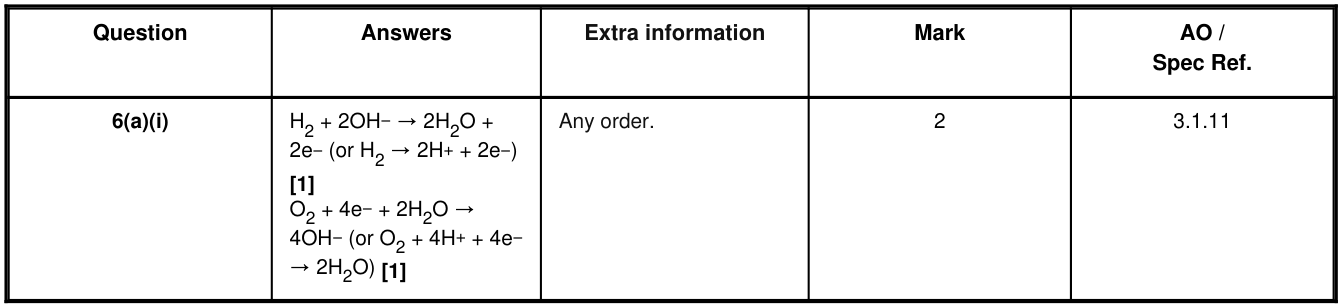 Question Answers Extra information Mark AO /
Spec Ref.
6(a)(i) H₂ + 2OH⁻ → 2H₂O + Any order. 2 3.1.11
2e⁻ (or H₂ → 2H⁺ + 2e⁻)
[1]
O₂ + 4e⁻ + 2H₂O →
4OH⁻ (or O₂ + 4H⁺ + 4e⁻
→ 2H₂O) [1]